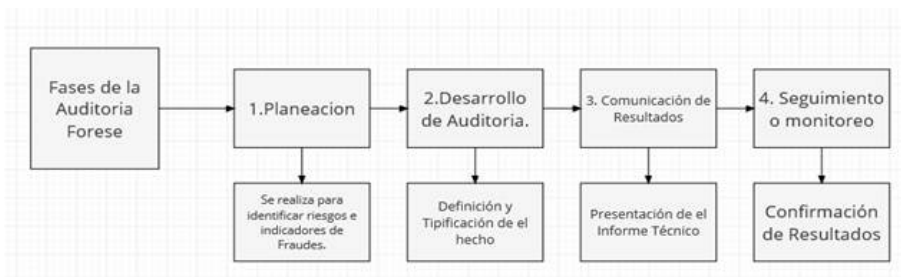 Fases de la
Auditoria
Forese
1.Planeacion
2.Desarrollo
de Auditoria.
3. Comunicación de
Resultados
4. Seguimiento
o monitoreo
Se realiza para
identificar riesgos e
indicadores de
Fraudes.
Definición y
Tipificación de el
hecho
Presentación de el
Informe Técnico
Confirmación
de Resultados